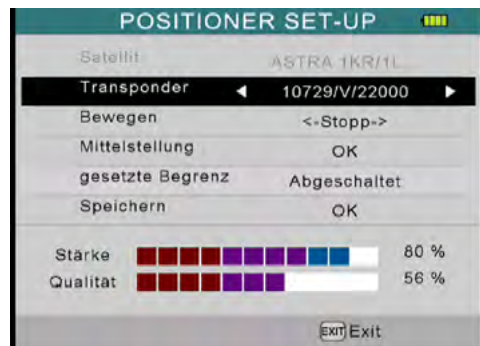 POSITIONER SET-UP
Satellit ASTRA 1KR/1L...
Transponder 10729/V/22000
Bewegen <-Stopp->
Mittelstellung OK
gesetzte Begrenz Abgeschaltet
Speichern OK
Stärke 80 %
Qualität 56 %
EXIT Exit